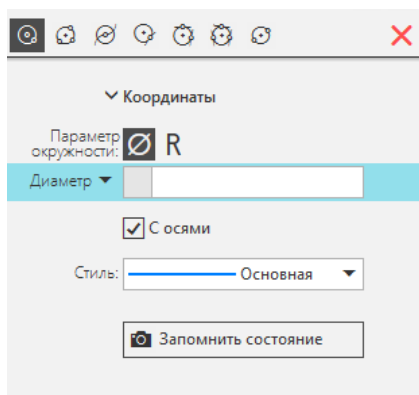 Координаты
Параметр
окружности: Ø R
Диаметр
С осями
Стиль: Основная
Запомнить состояние